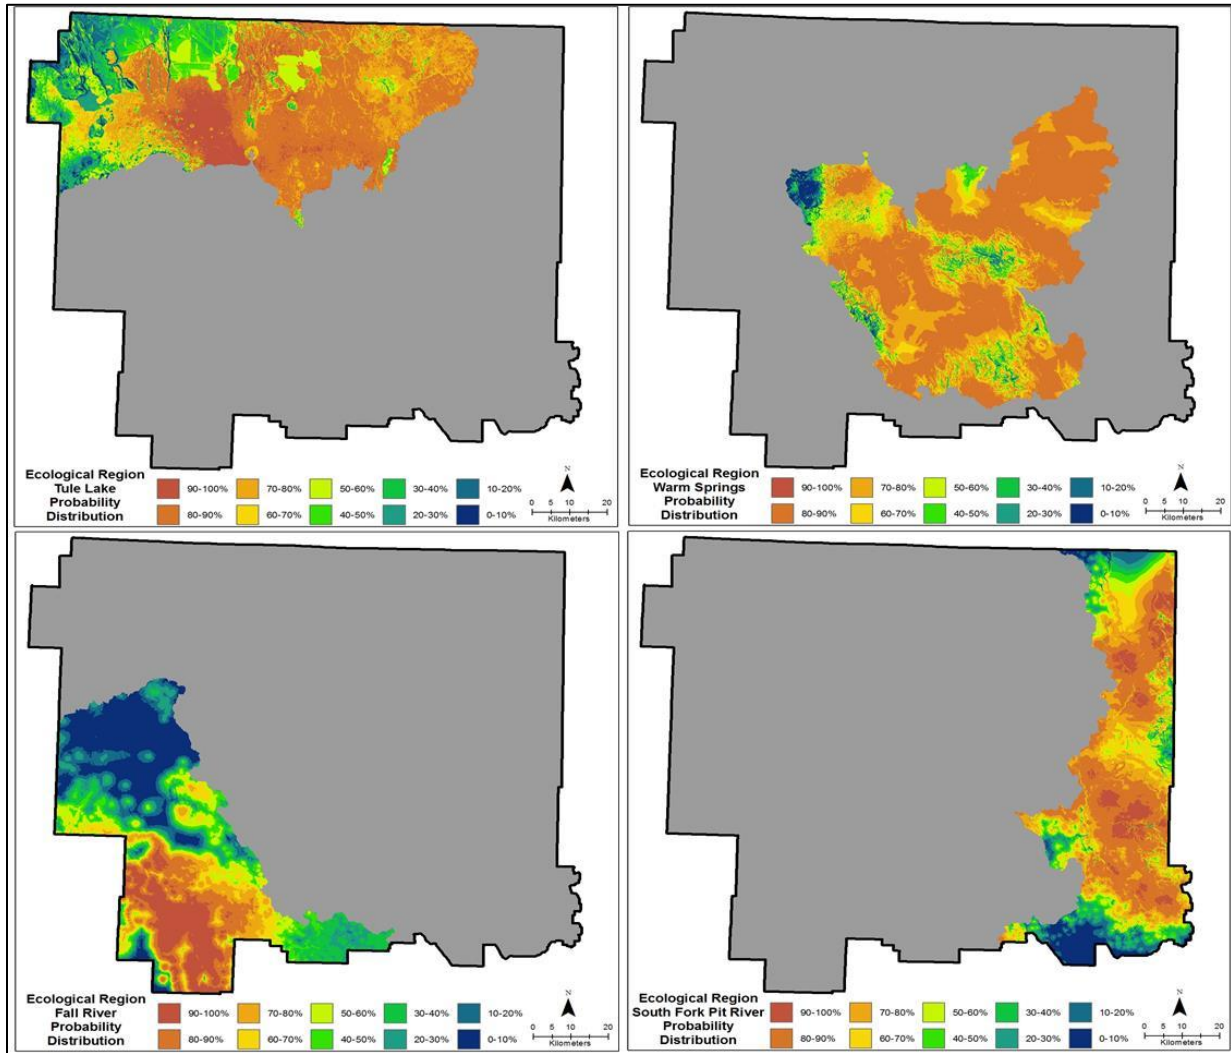 Ecological Region
Tule Lake
Probability
Distribution
90-100% 70-80% 50-60% 30-40% 10-20%
80-90% 60-70% 40-50% 20-30% 0-10%
N
0 5 10 20
Kilometers
Ecological Region
Warm Springs
Probability
Distribution
90-100% 70-80% 50-60% 30-40% 10-20%
80-90% 60-70% 40-50% 20-30% 0-10%
N
0 5 10 20
Kilometers
Ecological Region
Fall River
Probability
Distribution
90-100% 70-80% 50-60% 30-40% 10-20%
80-90% 60-70% 40-50% 20-30% 0-10%
N
0 5 10 20
Kilometers
Ecological Region
South Fork Pit River
Probability
Distribution
90-100% 70-80% 50-60% 30-40% 10-20%
80-90% 60-70% 40-50% 20-30% 0-10%
N
0 5 10 20
Kilometers